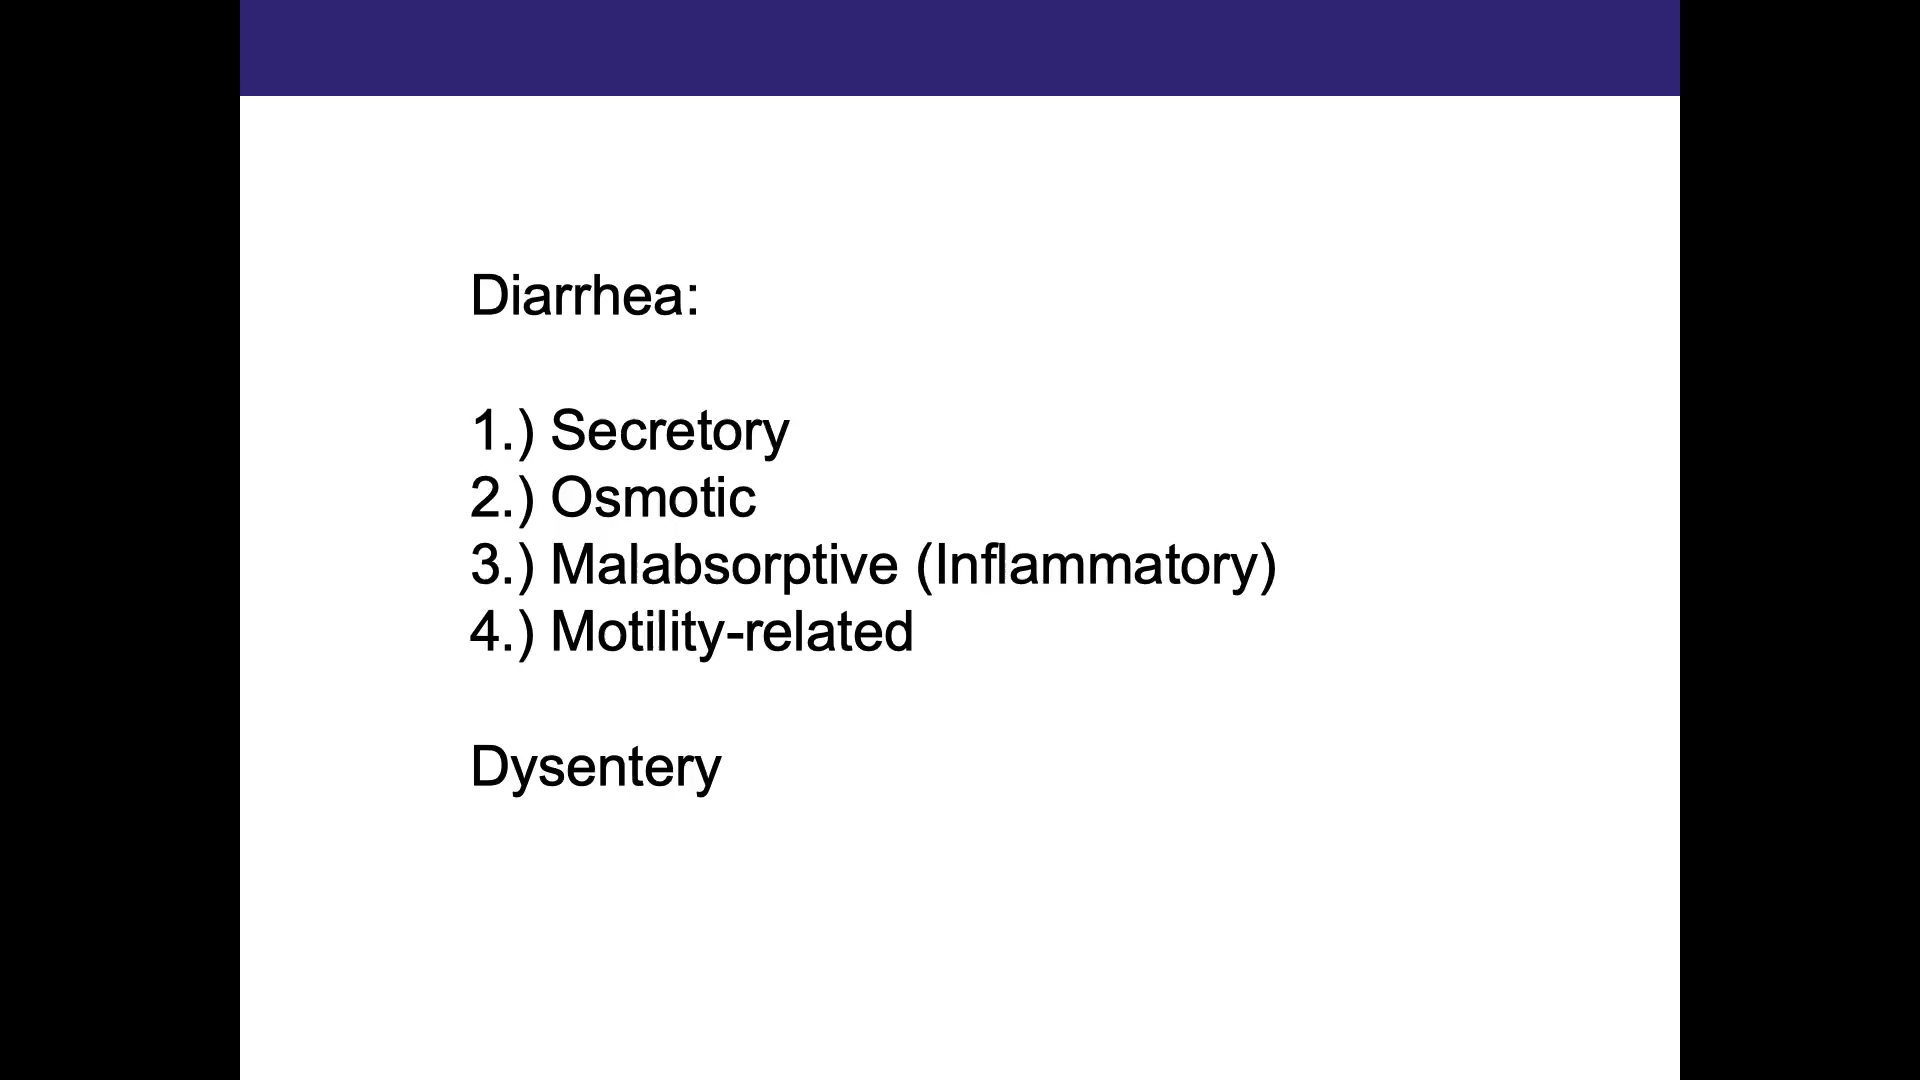 Diarrhea:
1.) Secretory
2.) Osmotic
3.) Malabsorptive (Inflammatory)
4.) Motility-related
Dysentery